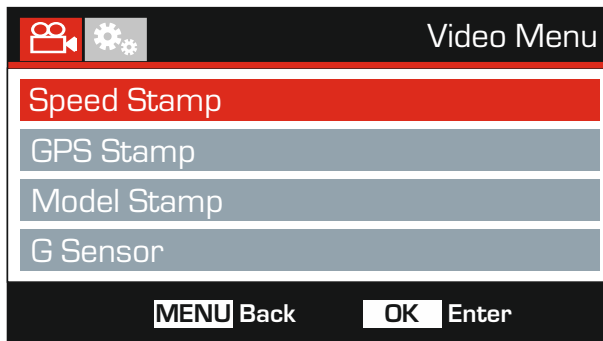 Video Menu
Speed Stamp
GPS Stamp
Model Stamp
G Sensor
MENU Back OK Enter